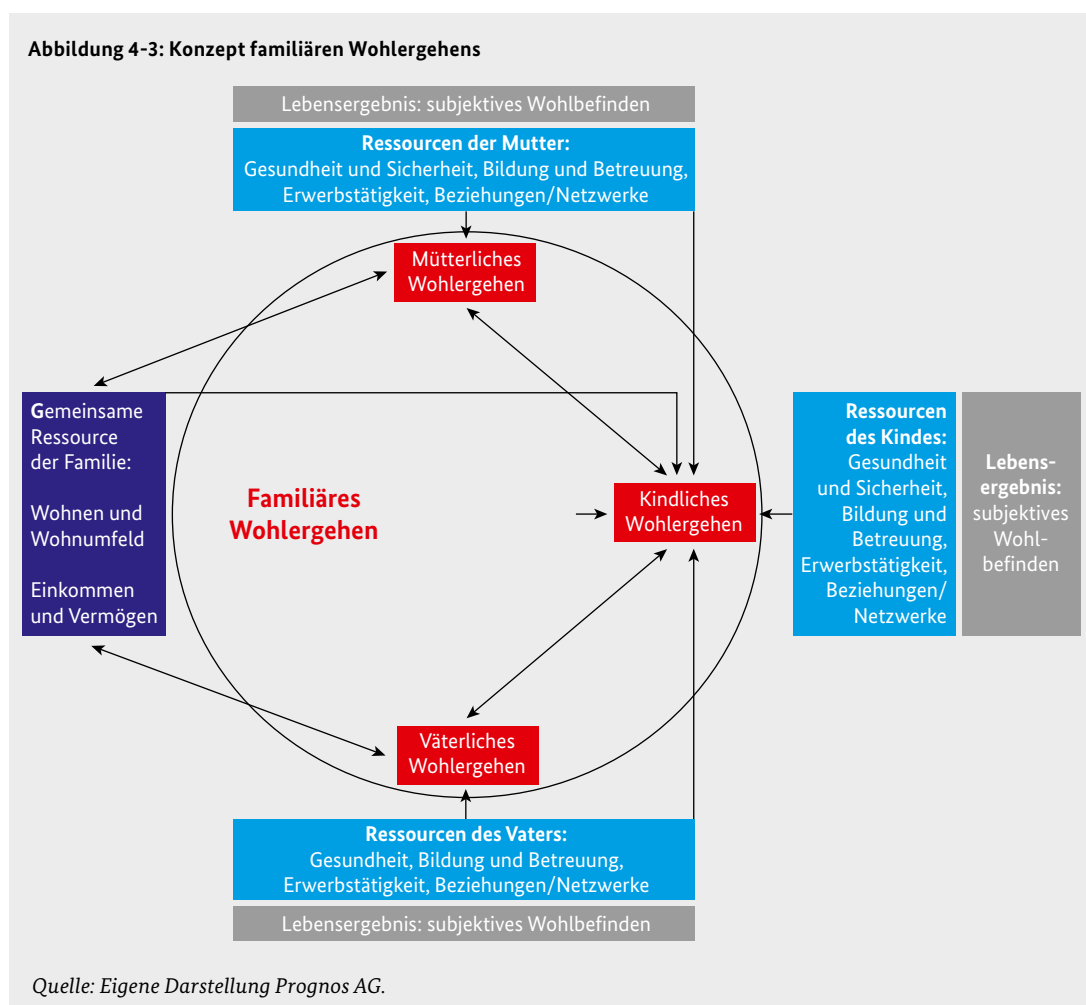 Abbildung 4-3: Konzept familiären Wohlergehens
Lebensergebnis: subjektives Wohlbefinden
Ressourcen der Mutter:
Gesundheit und Sicherheit, Bildung und Betreuung,
Erwerbstätigkeit, Beziehungen/Netzwerke
Mütterliches
Wohlergehen
Gemeinsame
Ressource
der Familie:
Wohnen und
Wohnumfeld
Einkommen
und Vermögen
Familiäres
Wohlergehen
Kindliches
Wohlergehen
Ressourcen
des Kindes:
Gesundheit
und Sicherheit,
Bildung und
Betreuung,
Erwerbstätigkeit,
Beziehungen/
Netzwerke
Lebens-
ergebnis:
subjektives
Wohl-
befinden
Väterliches
Wohlergehen
Ressourcen des Vaters:
Gesundheit, Bildung und Betreuung,
Erwerbstätigkeit, Beziehungen/Netzwerke
Lebensergebnis: subjektives Wohlbefinden
Quelle: Eigene Darstellung Prognos AG.